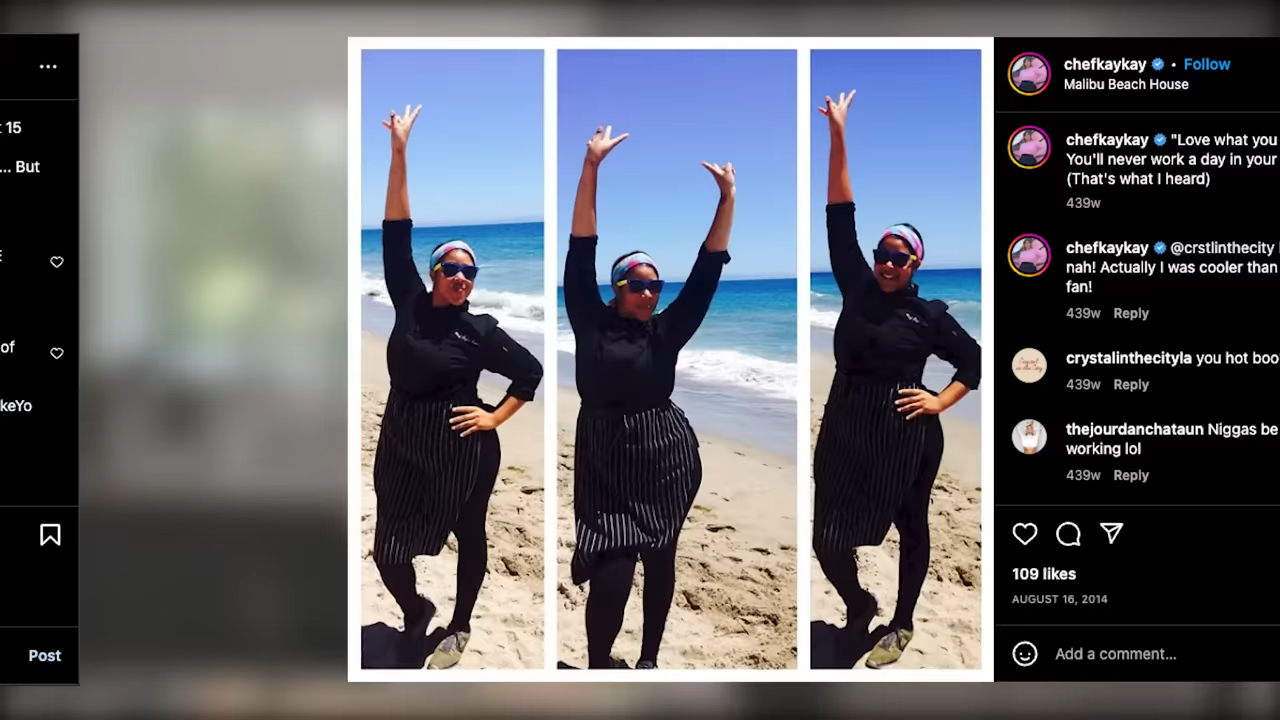 15
... But
of
keYo
Post
chefkaykay • Follow
Malibu Beach House
chefkaykay "Love what you
You'll never work a day in your
(That's what I heard)
439w
chefkaykay @crstlinthecity
nah! Actually I was cooler than
fan!
439w Reply
crystalinthecityla you hot boo
439w Reply
thejourdanchataun Niggas be
working lol
439w Reply
109 likes
AUGUST 16, 2014
Add a comment...